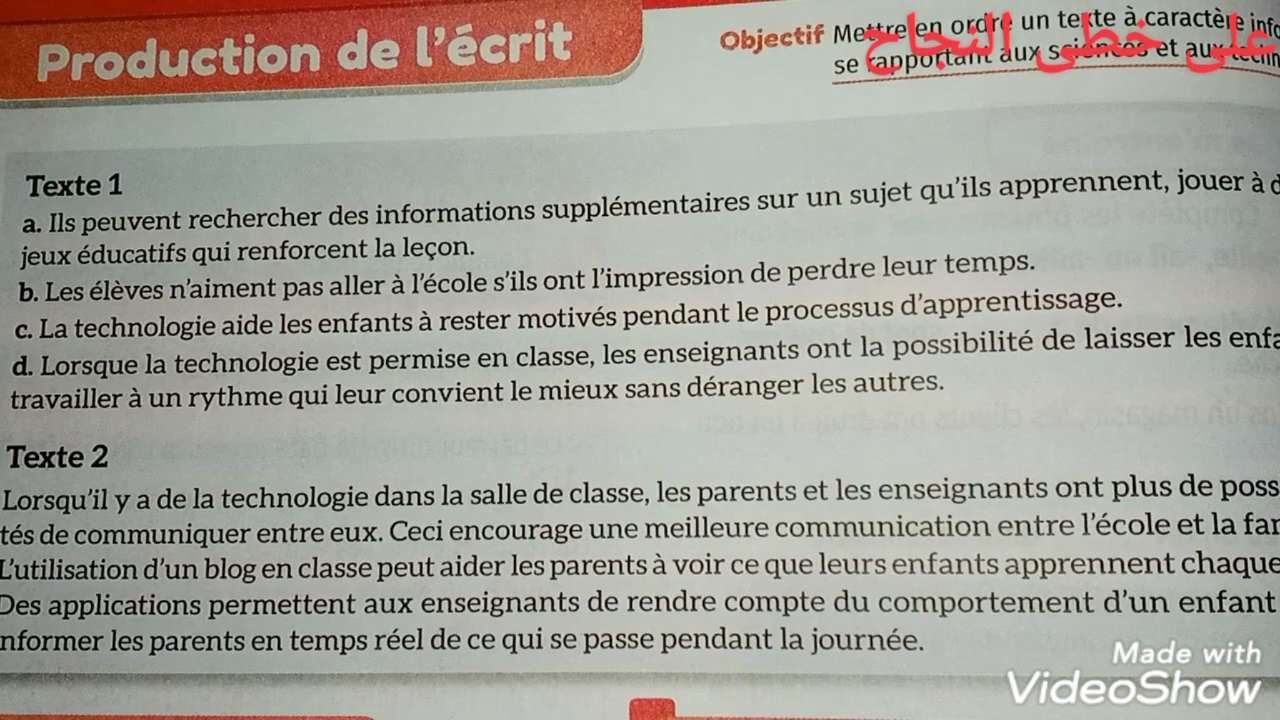 Production de l'écrit
Objectif Mettre en ordre un texte à caractère
se rapportant aux sciences et aux
على خطى النجاح
Texte 1
a. Ils peuvent rechercher des informations supplémentaires sur un sujet qu'ils apprennent, jouer à
jeux éducatifs qui renforcent la leçon.
b. Les élèves n'aiment pas aller à l'école s'ils ont l'impression de perdre leur temps.
c. La technologie aide les enfants à rester motivés pendant le processus d'apprentissage.
d. Lorsque la technologie est permise en classe, les enseignants ont la possibilité de laisser les
travailler à un rythme qui leur convient le mieux sans déranger les autres.
Texte 2
Lorsqu'il y a de la technologie dans la salle de classe, les parents et les enseignants ont plus de poss
tés de communiquer entre eux. Ceci encourage une meilleure communication entre l'école et la
L'utilisation d'un blog en classe peut aider les parents à voir ce que leurs enfants apprennent chaque
Des applications permettent aux enseignants de rendre compte du comportement d'un enfant
nformer les parents en temps réel de ce qui se passe pendant la journée.
Made with
VideoShow